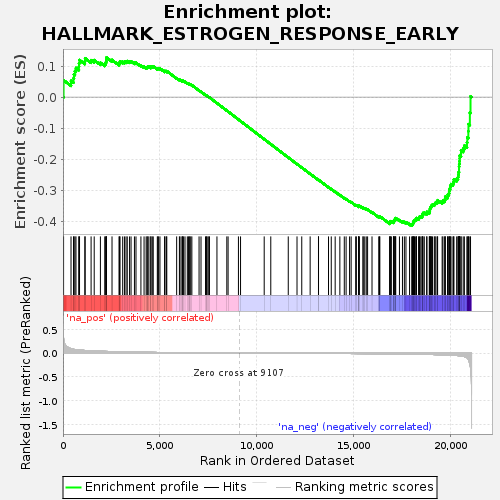 Enrichment plot:
HALLMARK_ESTROGEN_RESPONSE_EARLY
Enrichment score (ES)
0.1
0.0
-0.1
-0.2
-0.3
-0.4
'na_pos' (positively correlated)
Ranked list metric (PreRanked)
0.5
0.0
-0.5
-1.0
-1.5
Zero cross at 9107
'na_neg' (negatively correlated)
0
5,000
10,000
15,000
20,000
Rank in Ordered Dataset
Enrichment profile
Hits
Ranking metric scores